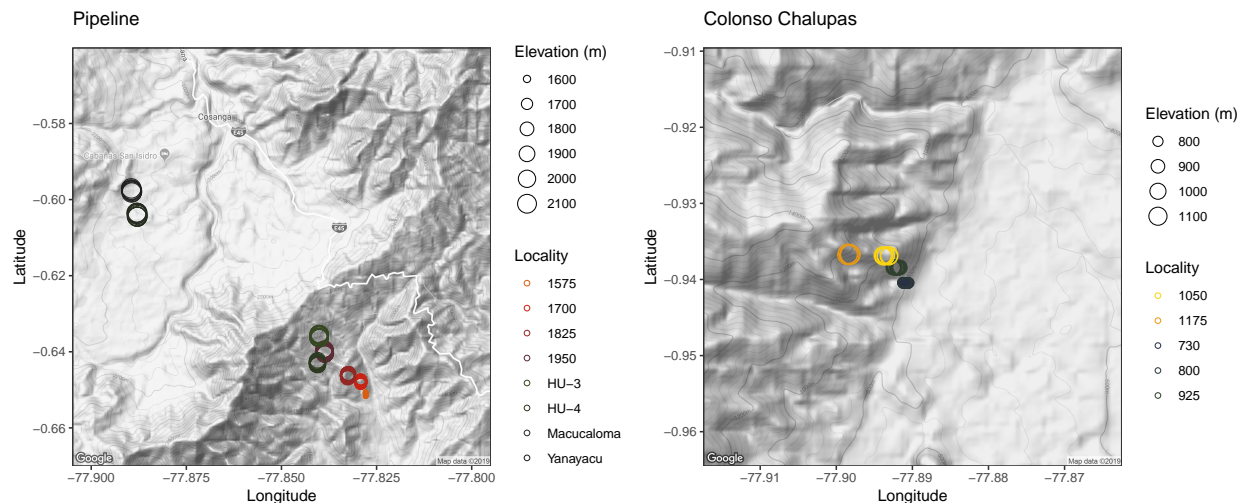 Pipeline
Latitude
−0.58
−0.60
−0.62
−0.64
−0.66
Cosanga
E45
Cabañas San Isidro
E45
Google
Map data ©2019
−77.900
−77.875
−77.850
−77.825
−77.800
Longitude
Elevation (m)
1600
1700
1800
1900
2000
2100
Locality
1575
1700
1825
1950
HU−3
HU−4
Macucaloma
Yanayacu
Colonso Chalupas
Latitude
−0.91
−0.92
−0.93
−0.94
−0.95
−0.96
Google
Map data ©2019
−77.91
−77.90
−77.89
−77.88
−77.87
Longitude
Elevation (m)
800
900
1000
1100
Locality
1050
1175
730
800
925